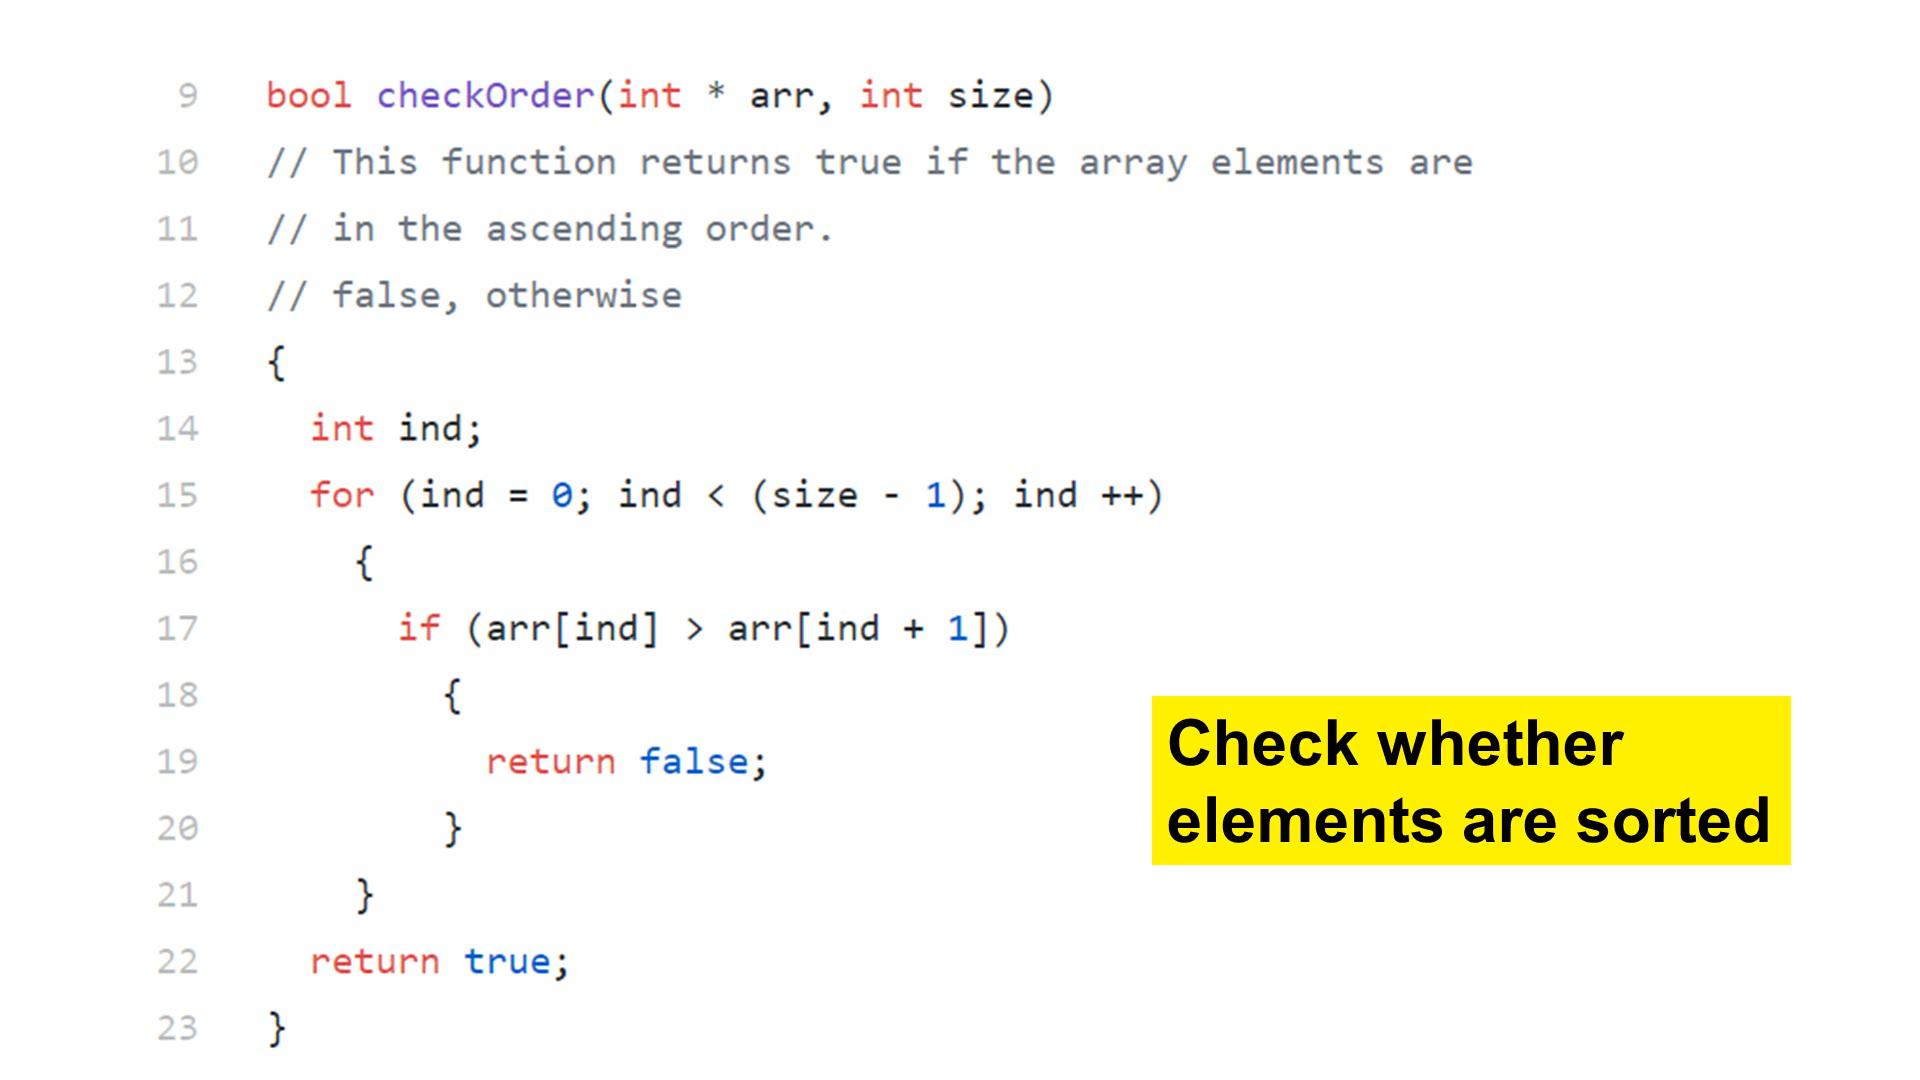 9 bool checkOrder(int * arr, int size)
10 // This function returns true if the array elements are
11 // in the ascending order.
12 // false, otherwise
13 {
14 int ind;
15 for (ind = 0; ind < (size - 1); ind ++)
16 {
17 if (arr[ind] > arr[ind + 1])
18 {
19 return false;
20 }
21 }
22 return true;
23 }
Check whether
elements are sorted